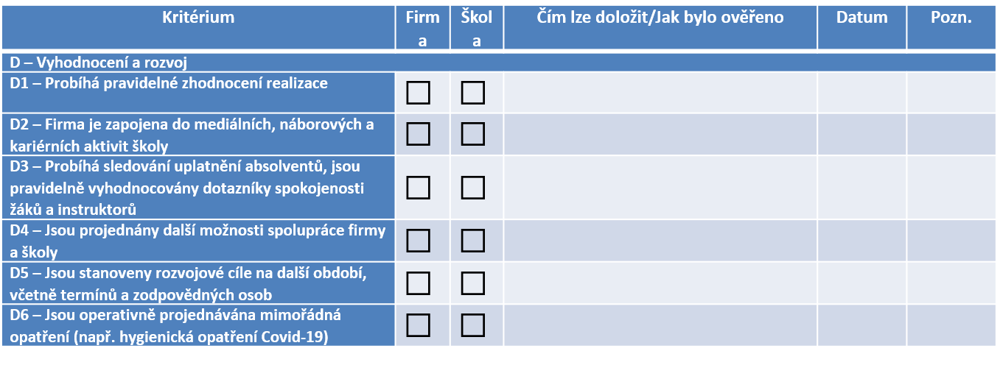 Kritérium Firm Škol Čím lze doložit/Jak bylo ověřeno Datum Pozn.
a a
D – Vyhodnocení a rozvoj
D1 – Probíhá pravidelné zhodnocení realizace
D2 – Firma je zapojena do mediálních, náborových a
kariérních aktivit školy
D3 – Probíhá sledování uplatnění absolventů, jsou
pravidelně vyhodnocovány dotazníky spokojenosti
žáků a instruktorů
D4 – Jsou projednány další možnosti spolupráce firmy
a školy
D5 – Jsou stanoveny rozvojové cíle na další období,
včetně termínů a zodpovědných osob
D6 – Jsou operativně projednávána mimořádná
opatření (např. hygienická opatření Covid-19)